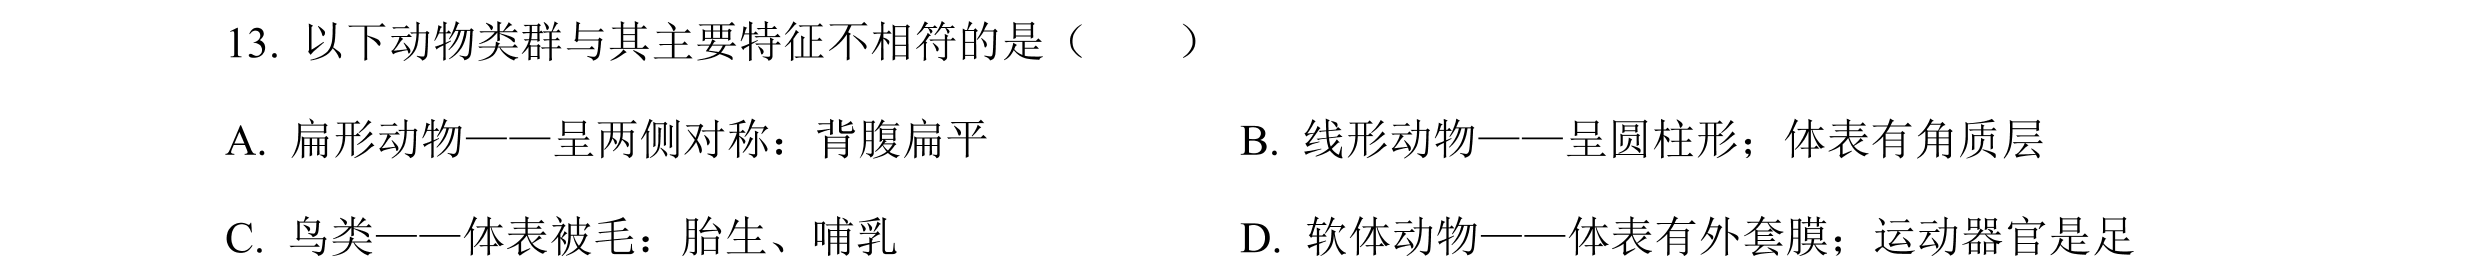 13. 以下动物类群与其主要特征不相符的是（　　）
A. 扁形动物——呈两侧对称：背腹扁平 B. 线形动物——呈圆柱形；体表有角质层
C. 鸟类——体表被毛：胎生、哺乳 D. 软体动物——体表有外套膜；运动器官是足